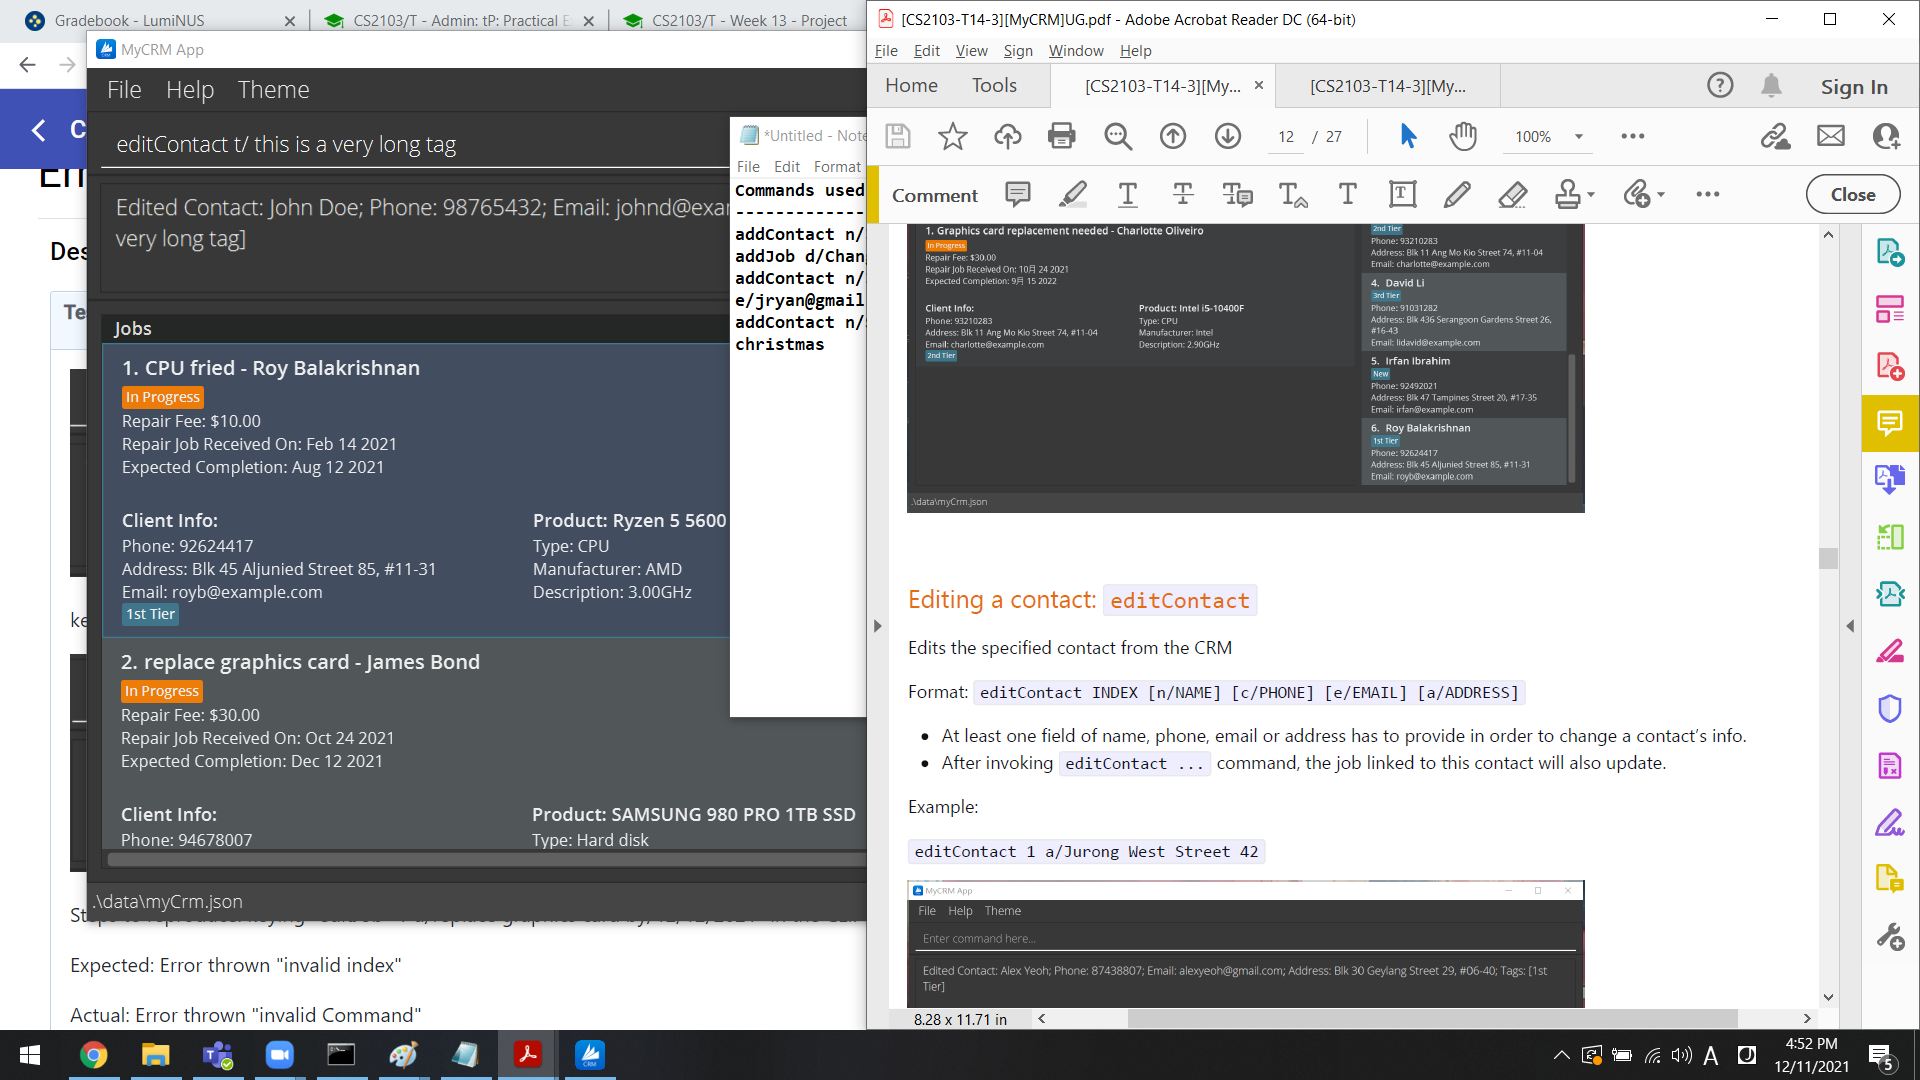 Gradebook - LumiNUS
CS2103/T - Admin: tP: Practical E
CS2103/T - Week 13 - Project
MyCRM App
File Help Theme
editContact t/ this is a very long tag
Edited Contact: John Doe; Phone: 98765432; Email: johnd@exar
very long tag]
Jobs
1. CPU fried - Roy Balakrishnan
In Progress
Repair Fee: $10.00
Repair Job Received On: Feb 14 2021
Expected Completion: Aug 12 2021
Client Info:
Phone: 92624417
Address: Blk 45 Aljunied Street 85, #11-31
Email: royb@example.com
1st Tier
Product: Ryzen 5 5600
Type: CPU
Manufacturer: AMD
Description: 3.00GHz
2. replace graphics card - James Bond
In Progress
Repair Fee: $30.00
Repair Job Received On: Oct 24 2021
Expected Completion: Dec 12 2021
Client Info:
Phone: 94678007
Product: SAMSUNG 980 PRO 1TB SSD
Type: Hard disk
.\data\myCrm.json
Des
Te
ke
Expected: Error thrown "invalid index"
Actual: Error thrown "invalid Command"
*Untitled - Note
File Edit Format
Commands used
-------------
addContact n/
addJob d/Chan
addContact n/
e/jryan@gmail
addContact n/
christmas
[CS2103-T14-3][MyCRM]UG.pdf - Adobe Acrobat Reader DC (64-bit)
File Edit View Sign Window Help
Home Tools
[CS2103-T14-3][My...
[CS2103-T14-3][My...
Sign In
12 / 27
100%
Comment
Close
1. Graphics card replacement needed - Charlotte Oliveiro
In Progress
Repair Fee: $30.00
Repair Job Received On: 10月 24 2021
Expected Completion: 9月 15 2022
Client Info:
Phone: 93210283
Address: Blk 11 Ang Mo Kio Street 74, #11-04
Email: charlotte@example.com
2nd Tier
Product: Intel i5-10400F
Type: CPU
Manufacturer: Intel
Description: 2.90GHz
2nd Tier
Phone: 93210283
Address: Blk 11 Ang Mo Kio Street 74, #11-04
Email: charlotte@example.com
4. David Li
3rd Tier
Phone: 91031282
Address: Blk 436 Serangoon Gardens Street 26,
#16-43
Email: lidavid@example.com
5. Irfan Ibrahim
New
Phone: 92492021
Address: Blk 47 Tampines Street 20, #17-35
Email: irfan@example.com
6. Roy Balakrishnan
1st Tier
Phone: 92624417
Address: Blk 45 Aljunied Street 85, #11-31
Email: royb@example.com
.\data\myCrm.json
Editing a contact: editContact
Edits the specified contact from the CRM
Format: editContact INDEX [n/NAME] [c/PHONE] [e/EMAIL] [a/ADDRESS]
• At least one field of name, phone, email or address has to provide in order to change a contact's info.
• After invoking editContact ... command, the job linked to this contact will also update.
Example:
editContact 1 a/Jurong West Street 42
MyCRM App
File Help Theme
Enter command here...
Edited Contact: Alex Yeoh; Phone: 87438807; Email: alexyeoh@gmail.com; Address: Blk 30 Geylang Street 29, #06-40; Tags: [1st
Tier]
8.28 x 11.71 in
4:52 PM
12/11/2021
5